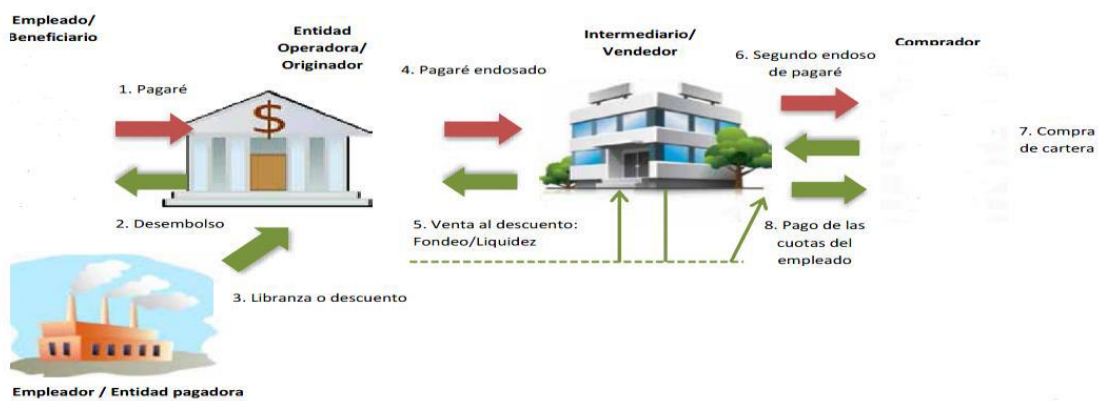 Empleado/
Beneficiario
Entidad
Operadora/
Originador
Intermediario/
Vendedor
Comprador
1. Pagaré
$
2. Desembolso
3. Libranza o descuento
Empleador / Entidad pagadora
4. Pagaré endosado
5. Venta al descuento:
Fondeo/Liquidez
6. Segundo endoso
de pagaré
7. Compra
de cartera
8. Pago de las
cuotas del
empleado